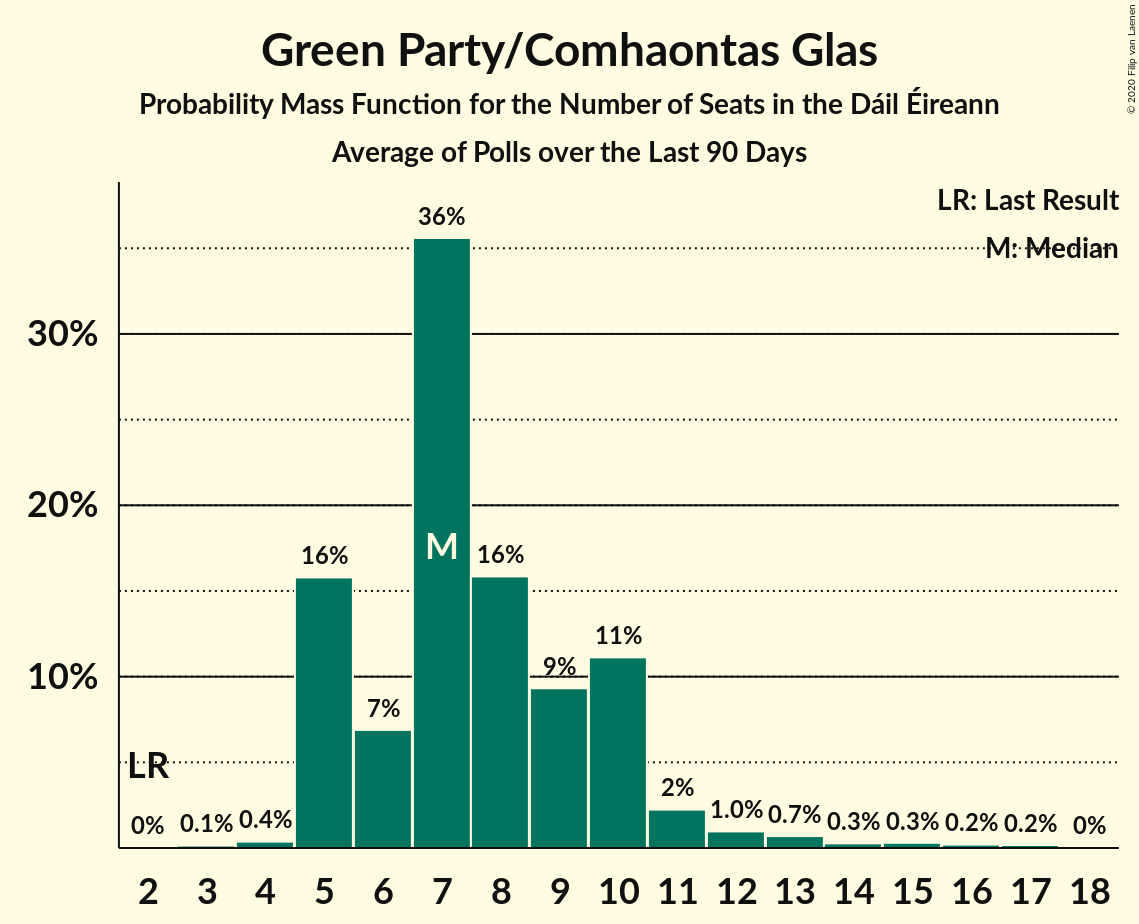 Green Party/Comhaontas Glas
Probability Mass Function for the Number of Seats in the Dáil Éireann
Average of Polls over the Last 90 Days
© 2020 Filip van Laenen
LR: Last Result
M: Median
36%
30%
20%
M
16%
16%
11%
9%
10%
7%
LR
2%
0%
0.1%
0.4%
1.0%
0.7%
0.3%
0.3%
0.2%
0.2%
0%
2 3 4 5 6 7 8 9 10 11 12 13 14 15 16 17 18